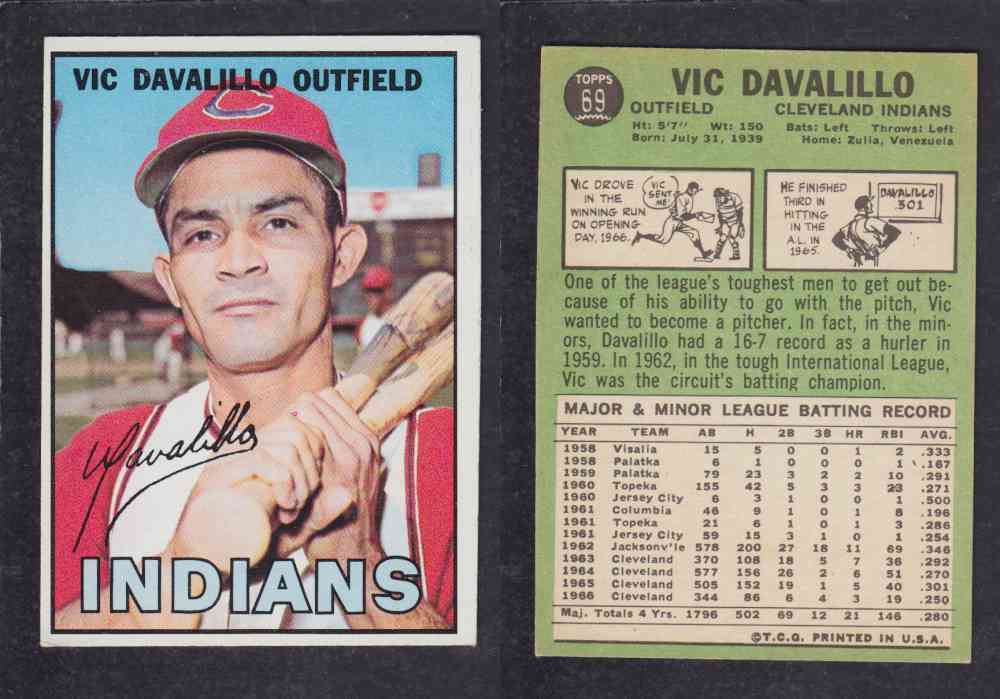 VIC DAVALILLO OUTFIELD
C
VDavalillo
INDIANS
TOPPS
69
VIC DAVALILLO
OUTFIELD CLEVELAND INDIANS
Ht: 5'7" Wt: 150 Bats: Left Throws: Left
Born: July 31, 1939 Home: Zulia, Venezuela
VIC DROVE
IN THE
WINNING RUN
ON OPENING
DAY, 1966.
VIC
SENT
ME!
HE FINISHED
THIRD IN
HITTING
IN THE
A.L. IN
1965.
DAVALILLO
.301
One of the league's toughest men to get out be-
cause of his ability to go with the pitch, Vic
wanted to become a pitcher. In fact, in the min-
ors, Davalillo had a 16-7 record as a hurler in
1959. In 1962, in the tough International League,
Vic was the circuit's batting champion.
MAJOR & MINOR LEAGUE BATTING RECORD
YEAR TEAM AB H 2B 3B HR RBI AVG.
1958 Visalia 15 5 0 0 1 2 .333
1958 Palatka 6 1 0 0 0 1 .167
1959 Palatka 79 23 3 2 2 10 .291
1960 Topeka 155 42 5 3 3 23 .271
1960 Jersey City 6 3 1 0 0 1 .500
1961 Columbia 46 9 1 0 1 8 .196
1961 Topeka 21 6 1 0 1 3 .286
1961 Jersey City 59 15 3 1 0 1 .254
1962 Jacksonv'le 578 200 27 18 11 69 .346
1963 Cleveland 370 108 18 5 7 36 .292
1964 Cleveland 577 156 26 2 6 51 .270
1965 Cleveland 505 152 19 1 5 40 .301
1966 Cleveland 344 86 6 4 3 19 .250
Maj. Totals 4 Yrs. 1796 502 69 12 21 146 .280
©T.C.G. PRINTED IN U.S.A.